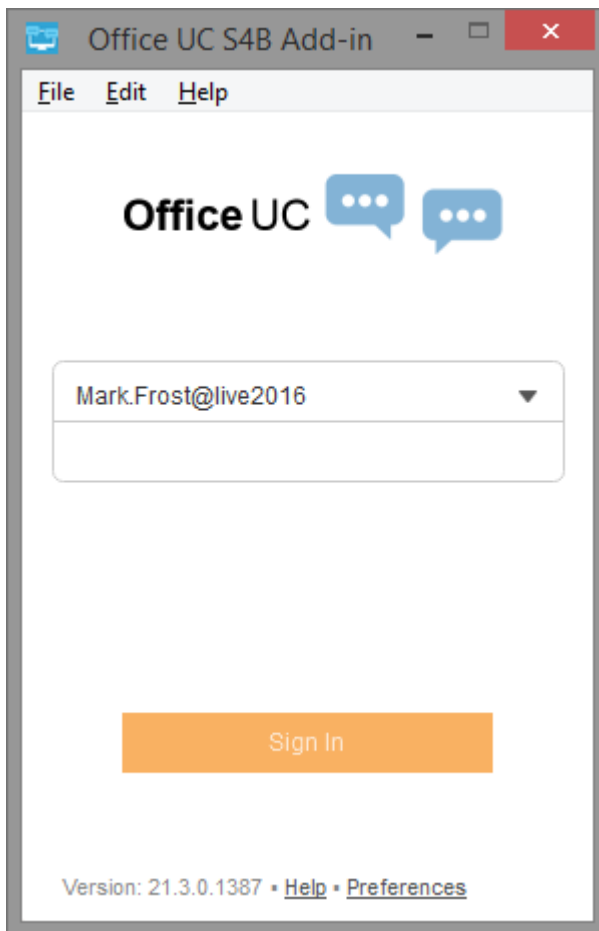 Office UC S4B Add-in
File Edit Help
Office UC
Mark.Frost@live2016
Sign In
Version: 21.3.0.1387 ▪ Help ▪ Preferences